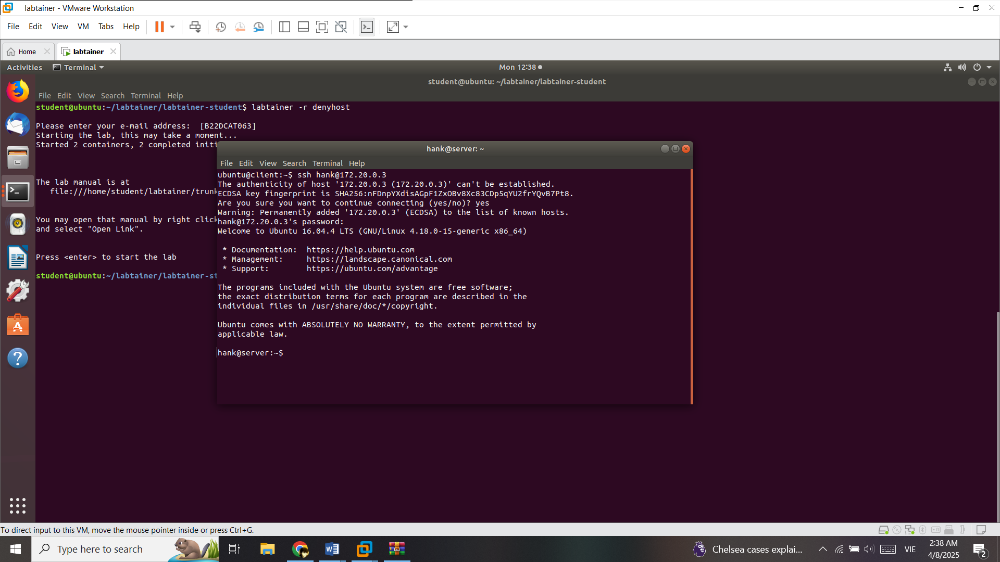 labtainer - VMware Workstation
File Edit View VM Tabs Help
Home
labtainer
Activities Terminal Mon 12:38
student@ubuntu: ~/labtainer/labtainer-student
File Edit View Search Terminal Help
student@ubuntu:~/labtainer/labtainer-student$ labtainer -r denyhost
Please enter your e-mail address:  [B22DCAT063]
Starting the lab, this may take a moment...
Started 2 containers, 2 completed initi
The lab manual is at
file:///home/student/labtainer/trunk
You may open that manual by right click
and select "Open Link".
Press <enter> to start the lab
student@ubuntu:~/labtainer/labtainer-st
hank@server: ~
File Edit View Search Terminal Help
ubuntu@client:~$ ssh hank@172.20.0.3
The authenticity of host '172.20.0.3 (172.20.0.3)' can't be established.
ECDSA key fingerprint is SHA256:nFDnpYXdisAGpF1ZxOBv8Xc83CDp5qYU2frYQvB7Pt8.
Are you sure you want to continue connecting (yes/no)? yes
Warning: Permanently added '172.20.0.3' (ECDSA) to the list of known hosts.
hank@172.20.0.3's password:
Welcome to Ubuntu 16.04.4 LTS (GNU/Linux 4.18.0-15-generic x86_64)
* Documentation:  https://help.ubuntu.com
* Management:     https://landscape.canonical.com
* Support:        https://ubuntu.com/advantage
The programs included with the Ubuntu system are free software;
the exact distribution terms for each program are described in the
individual files in /usr/share/doc/*/copyright.
Ubuntu comes with ABSOLUTELY NO WARRANTY, to the extent permitted by
applicable law.
hank@server:~$
To direct input to this VM, move the mouse pointer inside or press Ctrl+G.
Type here to search
Chelsea cases explai...
VIE
2:38 AM
4/8/2025
2